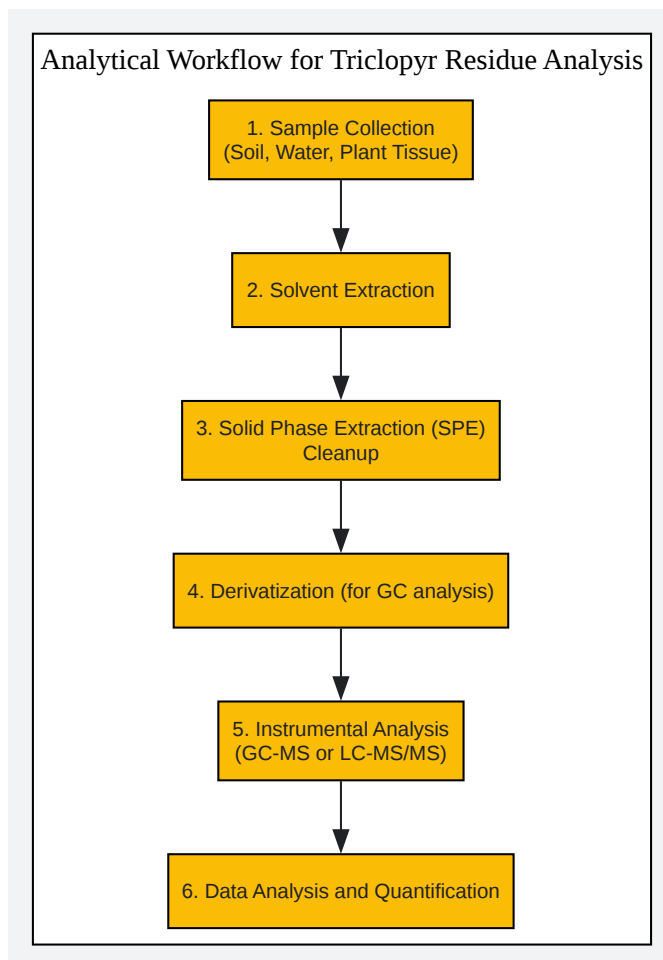 Analytical Workflow for Triclopyr Residue Analysis
1. Sample Collection
(Soil, Water, Plant Tissue)
2. Solvent Extraction
3. Solid Phase Extraction (SPE)
Cleanup
4. Derivatization (for GC analysis)
5. Instrumental Analysis
(GC-MS or LC-MS/MS)
6. Data Analysis and Quantification